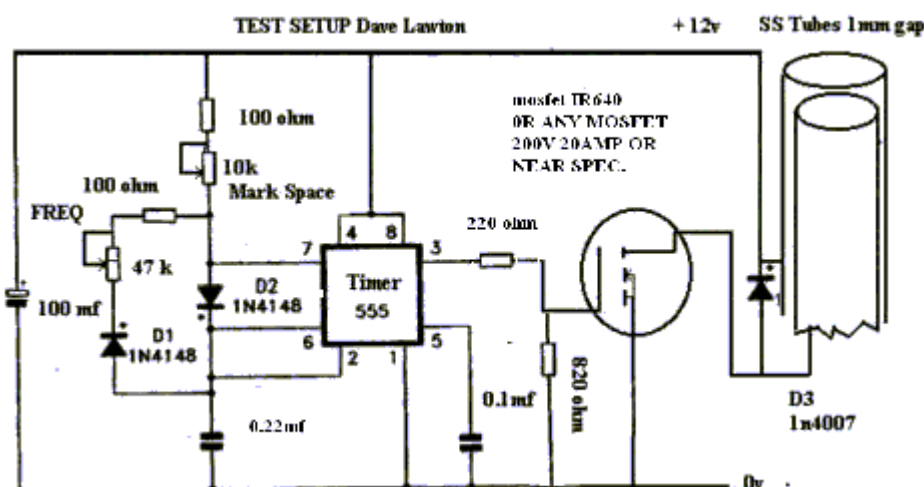 TEST SETUP Dave Lawton
+12v
SS Tubes 1mm gap
mosfet IR640
0R ANY MOSFET
200V 20AMP OR
NEAR SPEC.
100 ohm
10k
Mark Space
100 ohm
FREQ
47 k
100 mf
+
D1
1N4148
D2
1N4148
7
4
8
3
Timer
555
6
2
1
5
220 ohm
820 ohm
0.1mf
0.22mf
D3
1n4007
0v